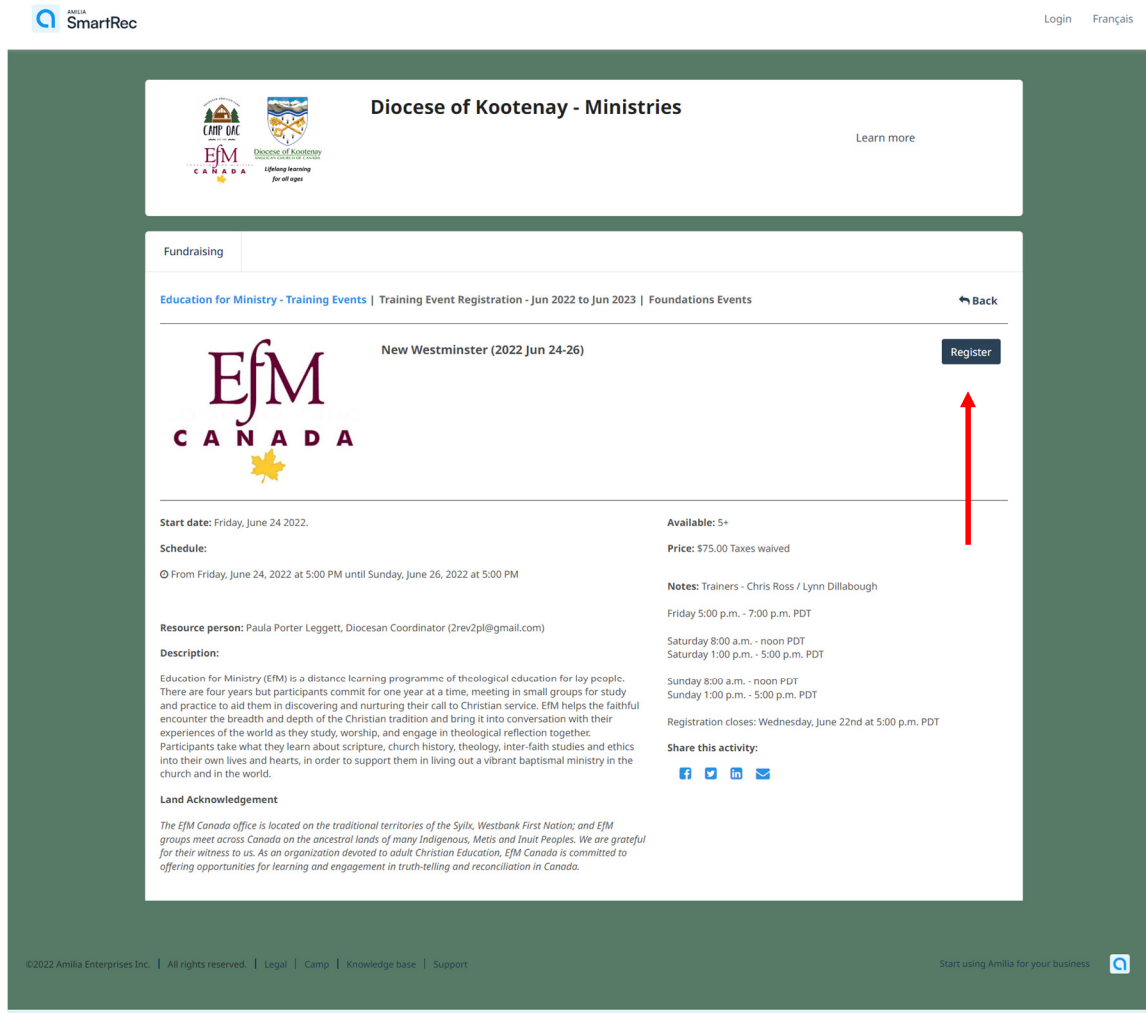 AMILIA
SmartRec
Login Français
CAMP OAC
EfM
CANADA
Diocese of Kootenay
ANGLICAN CHURCH OF CANADA
Lifelong learning
for all ages
Diocese of Kootenay - Ministries
Learn more
Fundraising
Education for Ministry - Training Events | Training Event Registration - Jun 2022 to Jun 2023 | Foundations Events
Back
EfM
CANADA
New Westminster (2022 Jun 24-26)
Register
Start date: Friday, June 24 2022.
Schedule:
From Friday, June 24, 2022 at 5:00 PM until Sunday, June 26, 2022 at 5:00 PM
Resource person: Paula Porter Leggett, Diocesan Coordinator (2rev2pl@gmail.com)
Description:
Education for Ministry (EfM) is a distance learning programme of theological education for lay people.
There are four years but participants commit for one year at a time, meeting in small groups for study
and practice to aid them in discovering and nurturing their call to Christian service. EfM helps the faithful
encounter the breadth and depth of the Christian tradition and bring it into conversation with their
experiences of the world as they study, worship, and engage in theological reflection together.
Participants take what they learn about scripture, church history, theology, inter-faith studies and ethics
into their own lives and hearts, in order to support them in living out a vibrant baptismal ministry in the
church and in the world.
Land Acknowledgement
The EfM Canada office is located on the traditional territories of the Syilx, Westbank First Nation; and EfM
groups meet across Canada on the ancestral lands of many Indigenous, Metis and Inuit Peoples. We are grateful
for their witness to us. As an organization devoted to adult Christian Education, EfM Canada is committed to
offering opportunities for learning and engagement in truth-telling and reconciliation in Canada.
Available: 5+
Price: $75.00 Taxes waived
Notes: Trainers - Chris Ross / Lynn Dillabough
Friday 5:00 p.m. - 7:00 p.m. PDT
Saturday 8:00 a.m. - noon PDT
Saturday 1:00 p.m. - 5:00 p.m. PDT
Sunday 8:00 a.m. - noon PDT
Sunday 1:00 p.m. - 5:00 p.m. PDT
Registration closes: Wednesday, June 22nd at 5:00 p.m. PDT
Share this activity:
©2022 Amilia Enterprises Inc. | All rights reserved. | Legal | Camp | Knowledge base | Support
Start using Amilia for your business